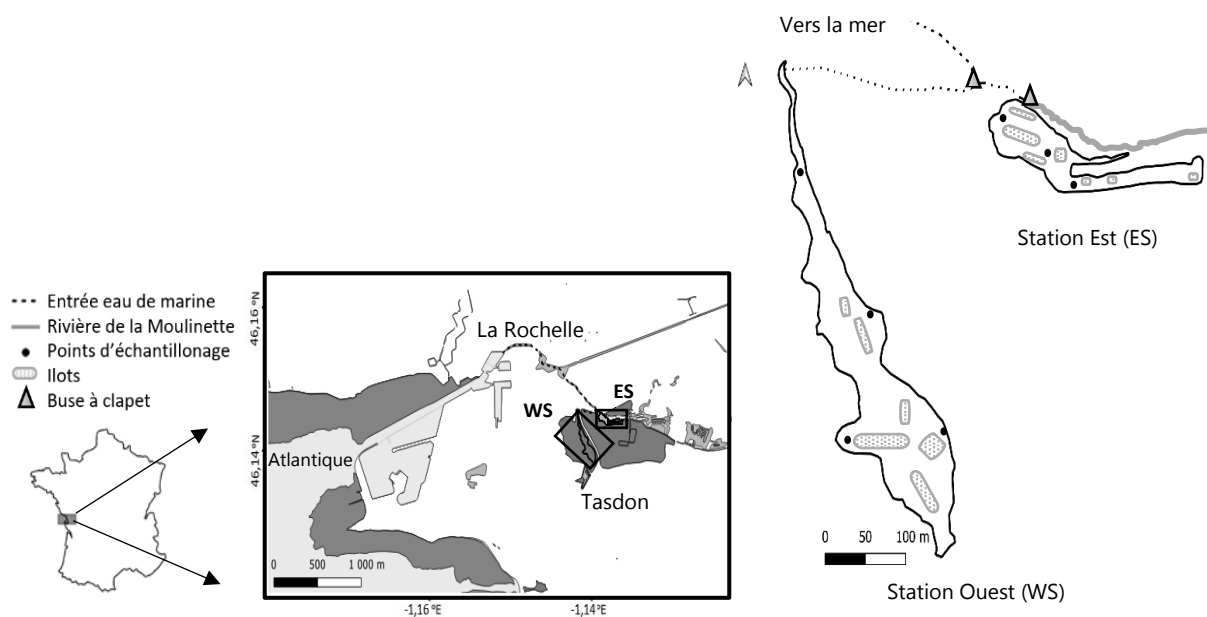 Vers la mer
Station Est (ES)
Entrée eau de marine
Rivière de la Moulinette
Points d'échantillonage
Ilots
Buse à clapet
46,16 °N
46,14 °N
La Rochelle
ES
WS
Atlantique
Tasdon
0 500 1 000 m
-1,16 °E
-1,14 °E
0 50 100 m
Station Ouest (WS)